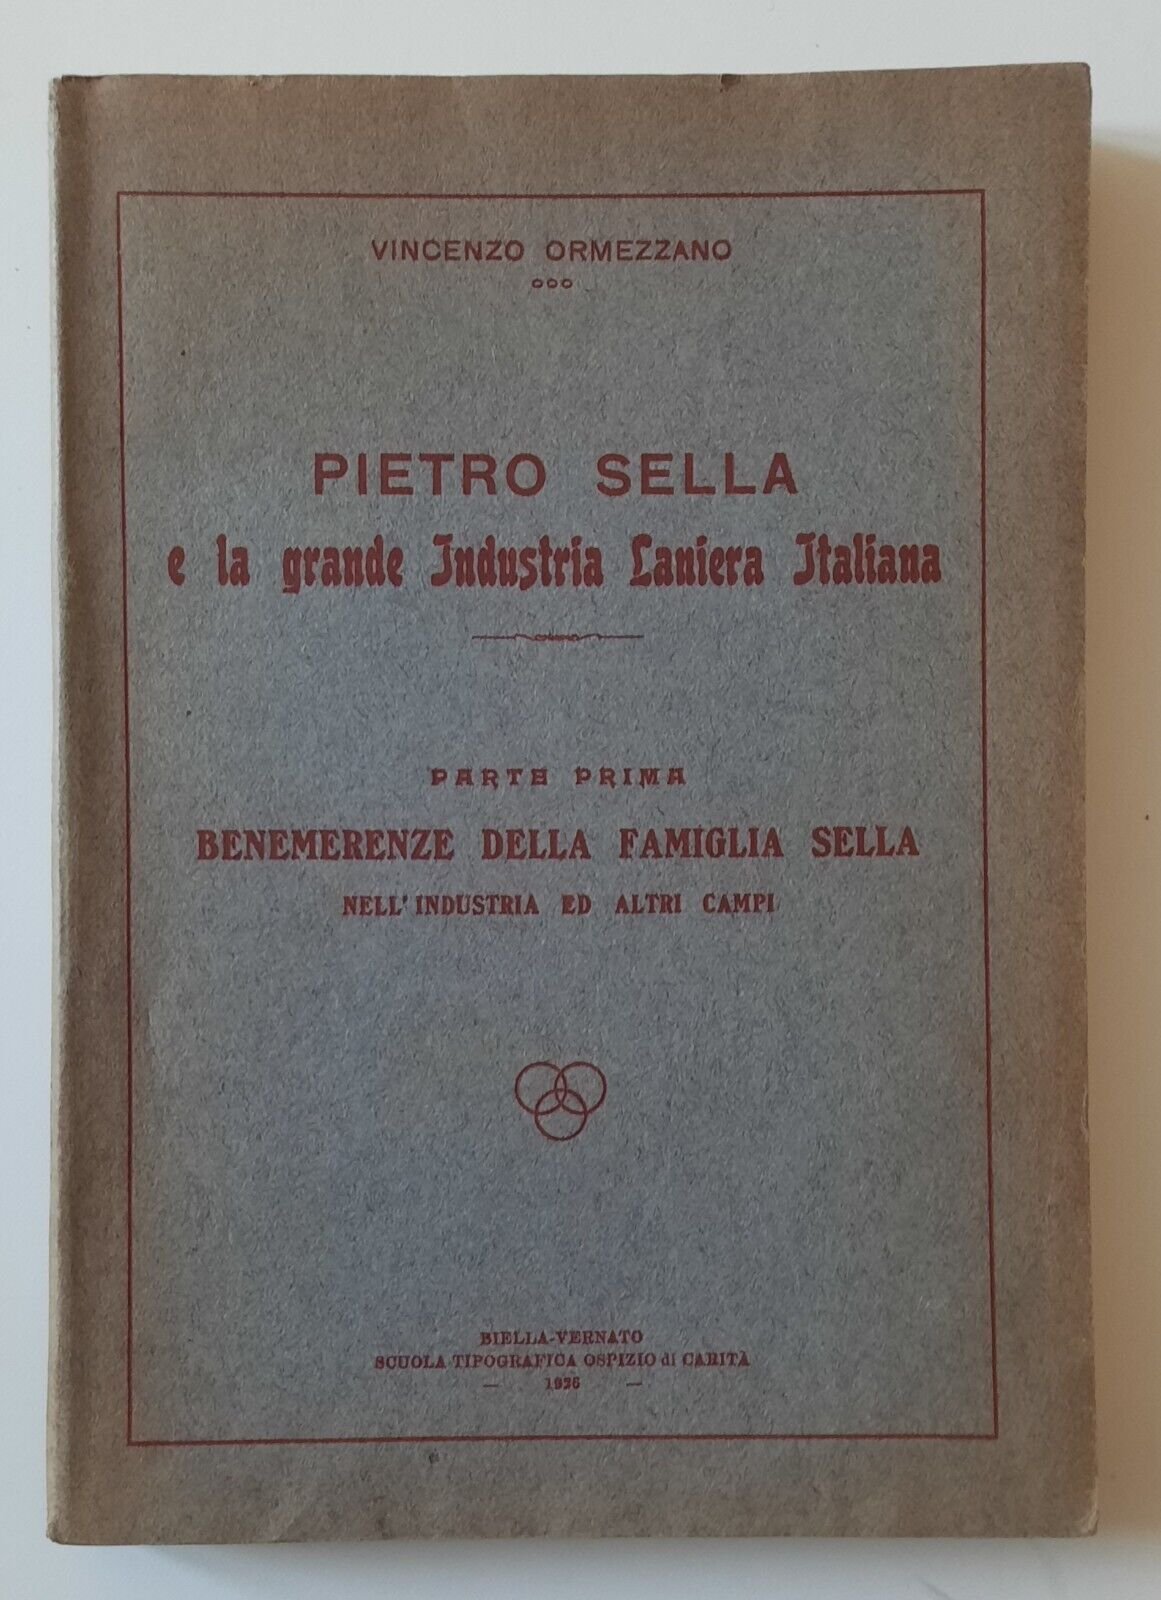 VINCENZO ORMEZZANO
PIETRO SELLA
e la grande Industria Laniera Italiana
PARTE PRIMA
BENEMERENZE DELLA FAMIGLIA SELLA
NELL' INDUSTRIA ED ALTRI CAMPI
BIELLA-VERNATO
SCUOLA TIPOGRAFICA OSPIZIO di CARITÀ
— 1926 —